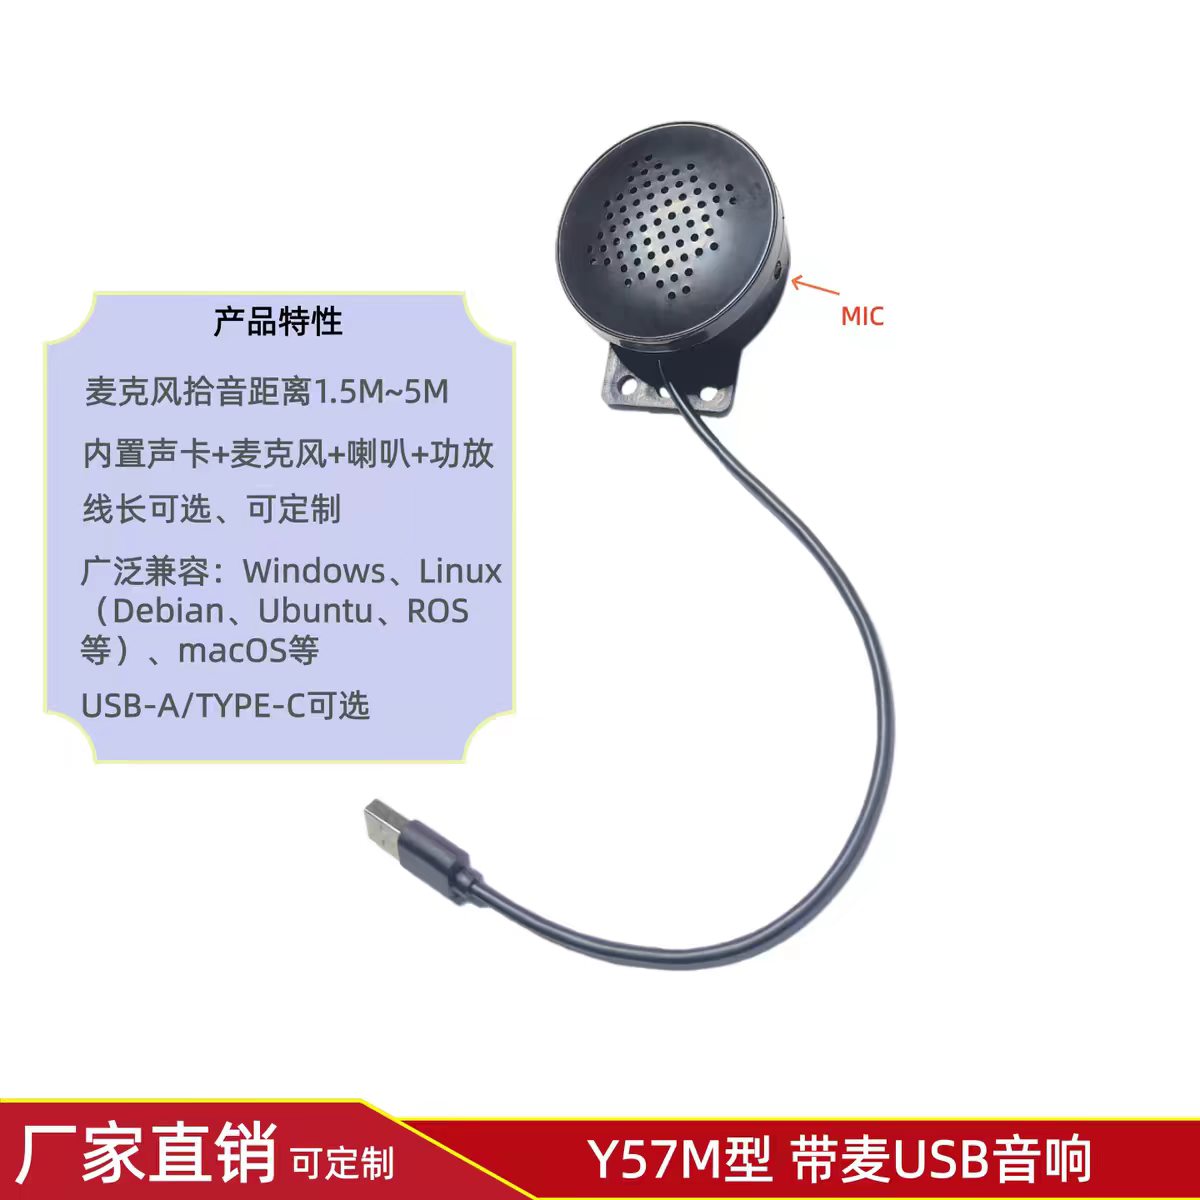 MIC
产品特性
麦克风拾音距离1.5M~5M
内置声卡+麦克风+喇叭+功放
线长可选、可定制
广泛兼容：Windows、Linux
（Debian、Ubuntu、ROS
等）、macOS等
USB-A/TYPE-C可选
厂家直销 可定制
Y57M型 带麦USB音响